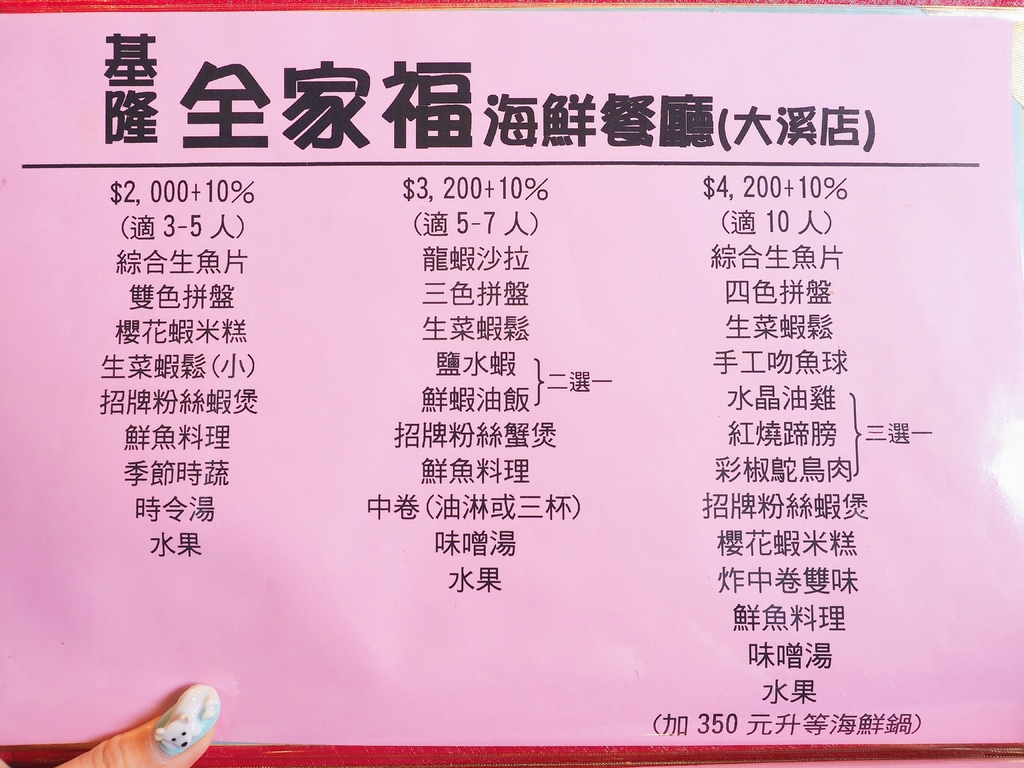 基隆 全家福 海鮮餐廳(大溪店)
$2,000+10%
(適 3-5 人)
綜合生魚片
雙色拼盤
櫻花蝦米糕
生菜蝦鬆(小)
招牌粉絲蝦煲
鮮魚料理
季節時蔬
時令湯
水果
$3,200+10%
(適 5-7 人)
龍蝦沙拉
三色拼盤
生菜蝦鬆
鹽水蝦
鮮蝦油飯
二選一
招牌粉絲蟹煲
鮮魚料理
中卷(油淋或三杯)
味噌湯
水果
$4,200+10%
(適 10 人)
綜合生魚片
四色拼盤
生菜蝦鬆
手工吻魚球
水晶油雞
紅燒蹄膀
彩椒鴕鳥肉
三選一
招牌粉絲蝦煲
櫻花蝦米糕
炸中卷雙味
鮮魚料理
味噌湯
水果
(加 350 元升等海鮮鍋)